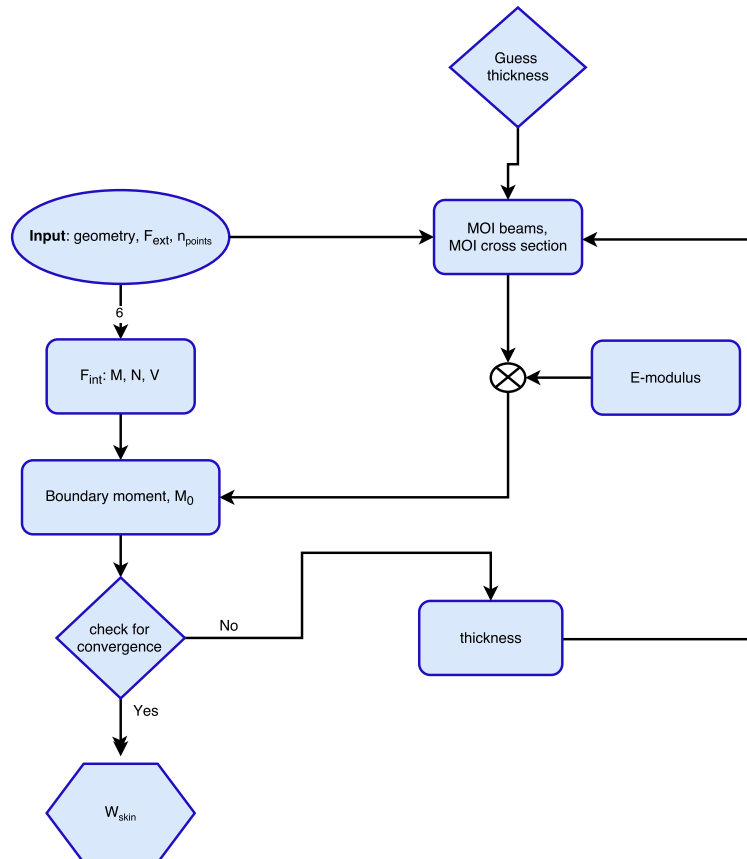 Guess
thickness
Input: geometry, Fext, npoints
MOI beams,
MOI cross section
6
Fint: M, N, V
E-modulus
Boundary moment, M0
check for
convergence
No
thickness
Yes
Wskin